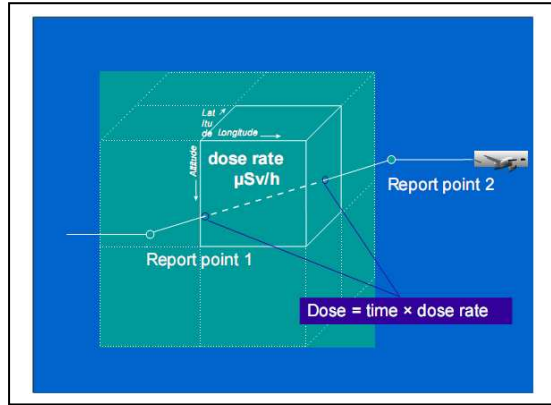 Lat
itu
de
Longitude
Altitude
dose rate
µSv/h
Report point 2
Report point 1
Dose = time × dose rate